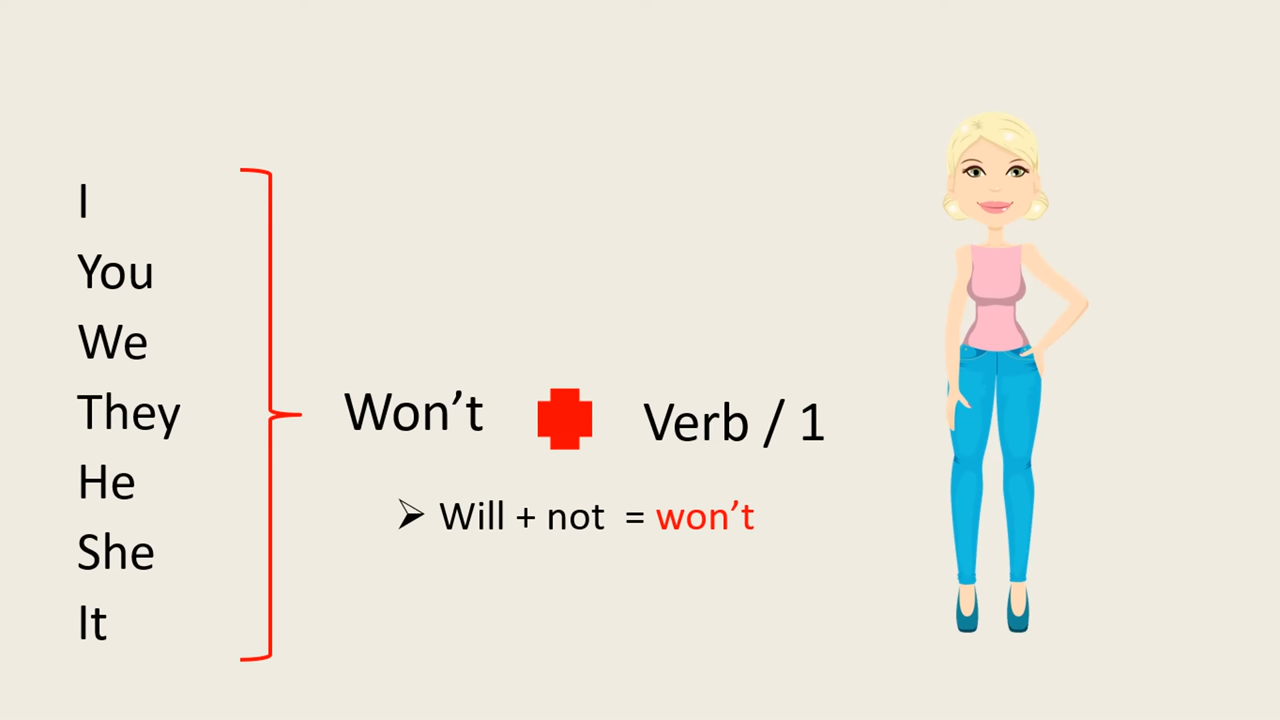 I
You
We
They
He
She
It
Won’t
Verb / 1
Will + not = won’t